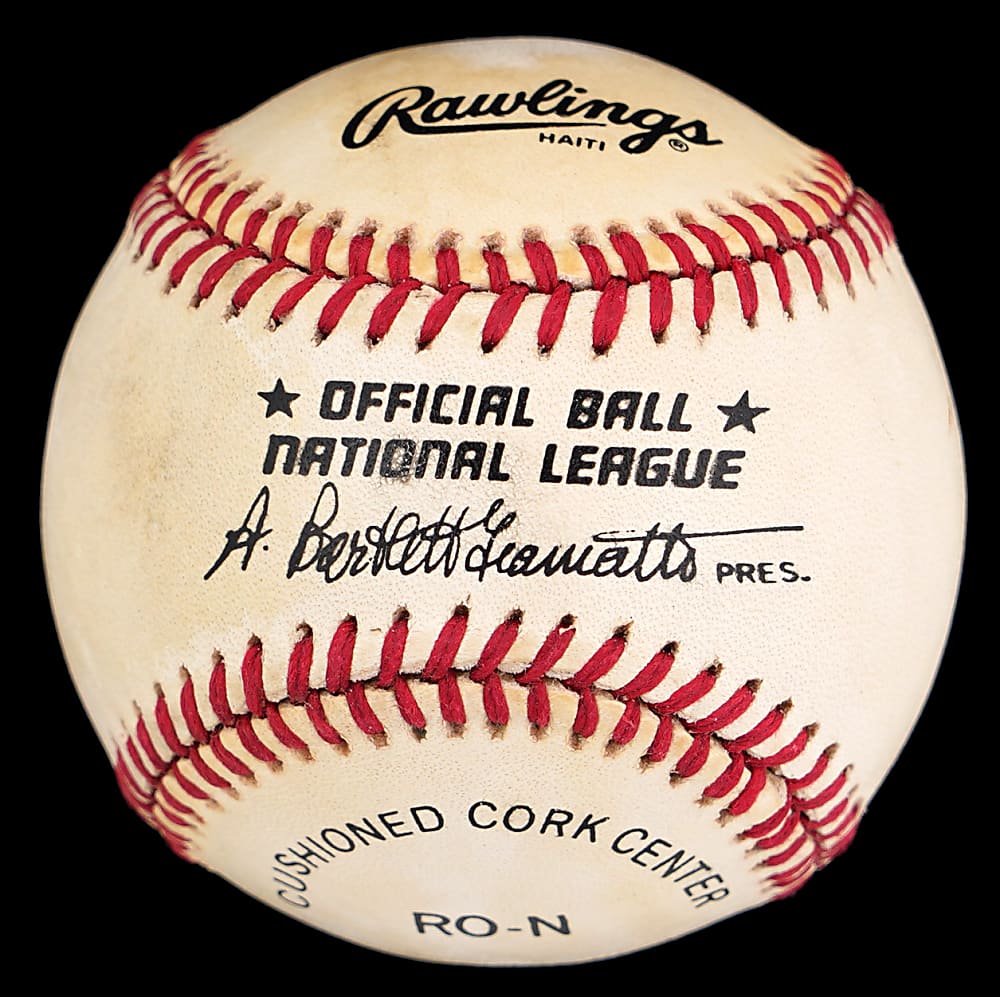 Rawlings ®
HAITI
★ OFFICIAL BALL ★
NATIONAL LEAGUE
A. Bartlett Giamatti PRES.
CUSHIONED CORK CENTER
RO-N